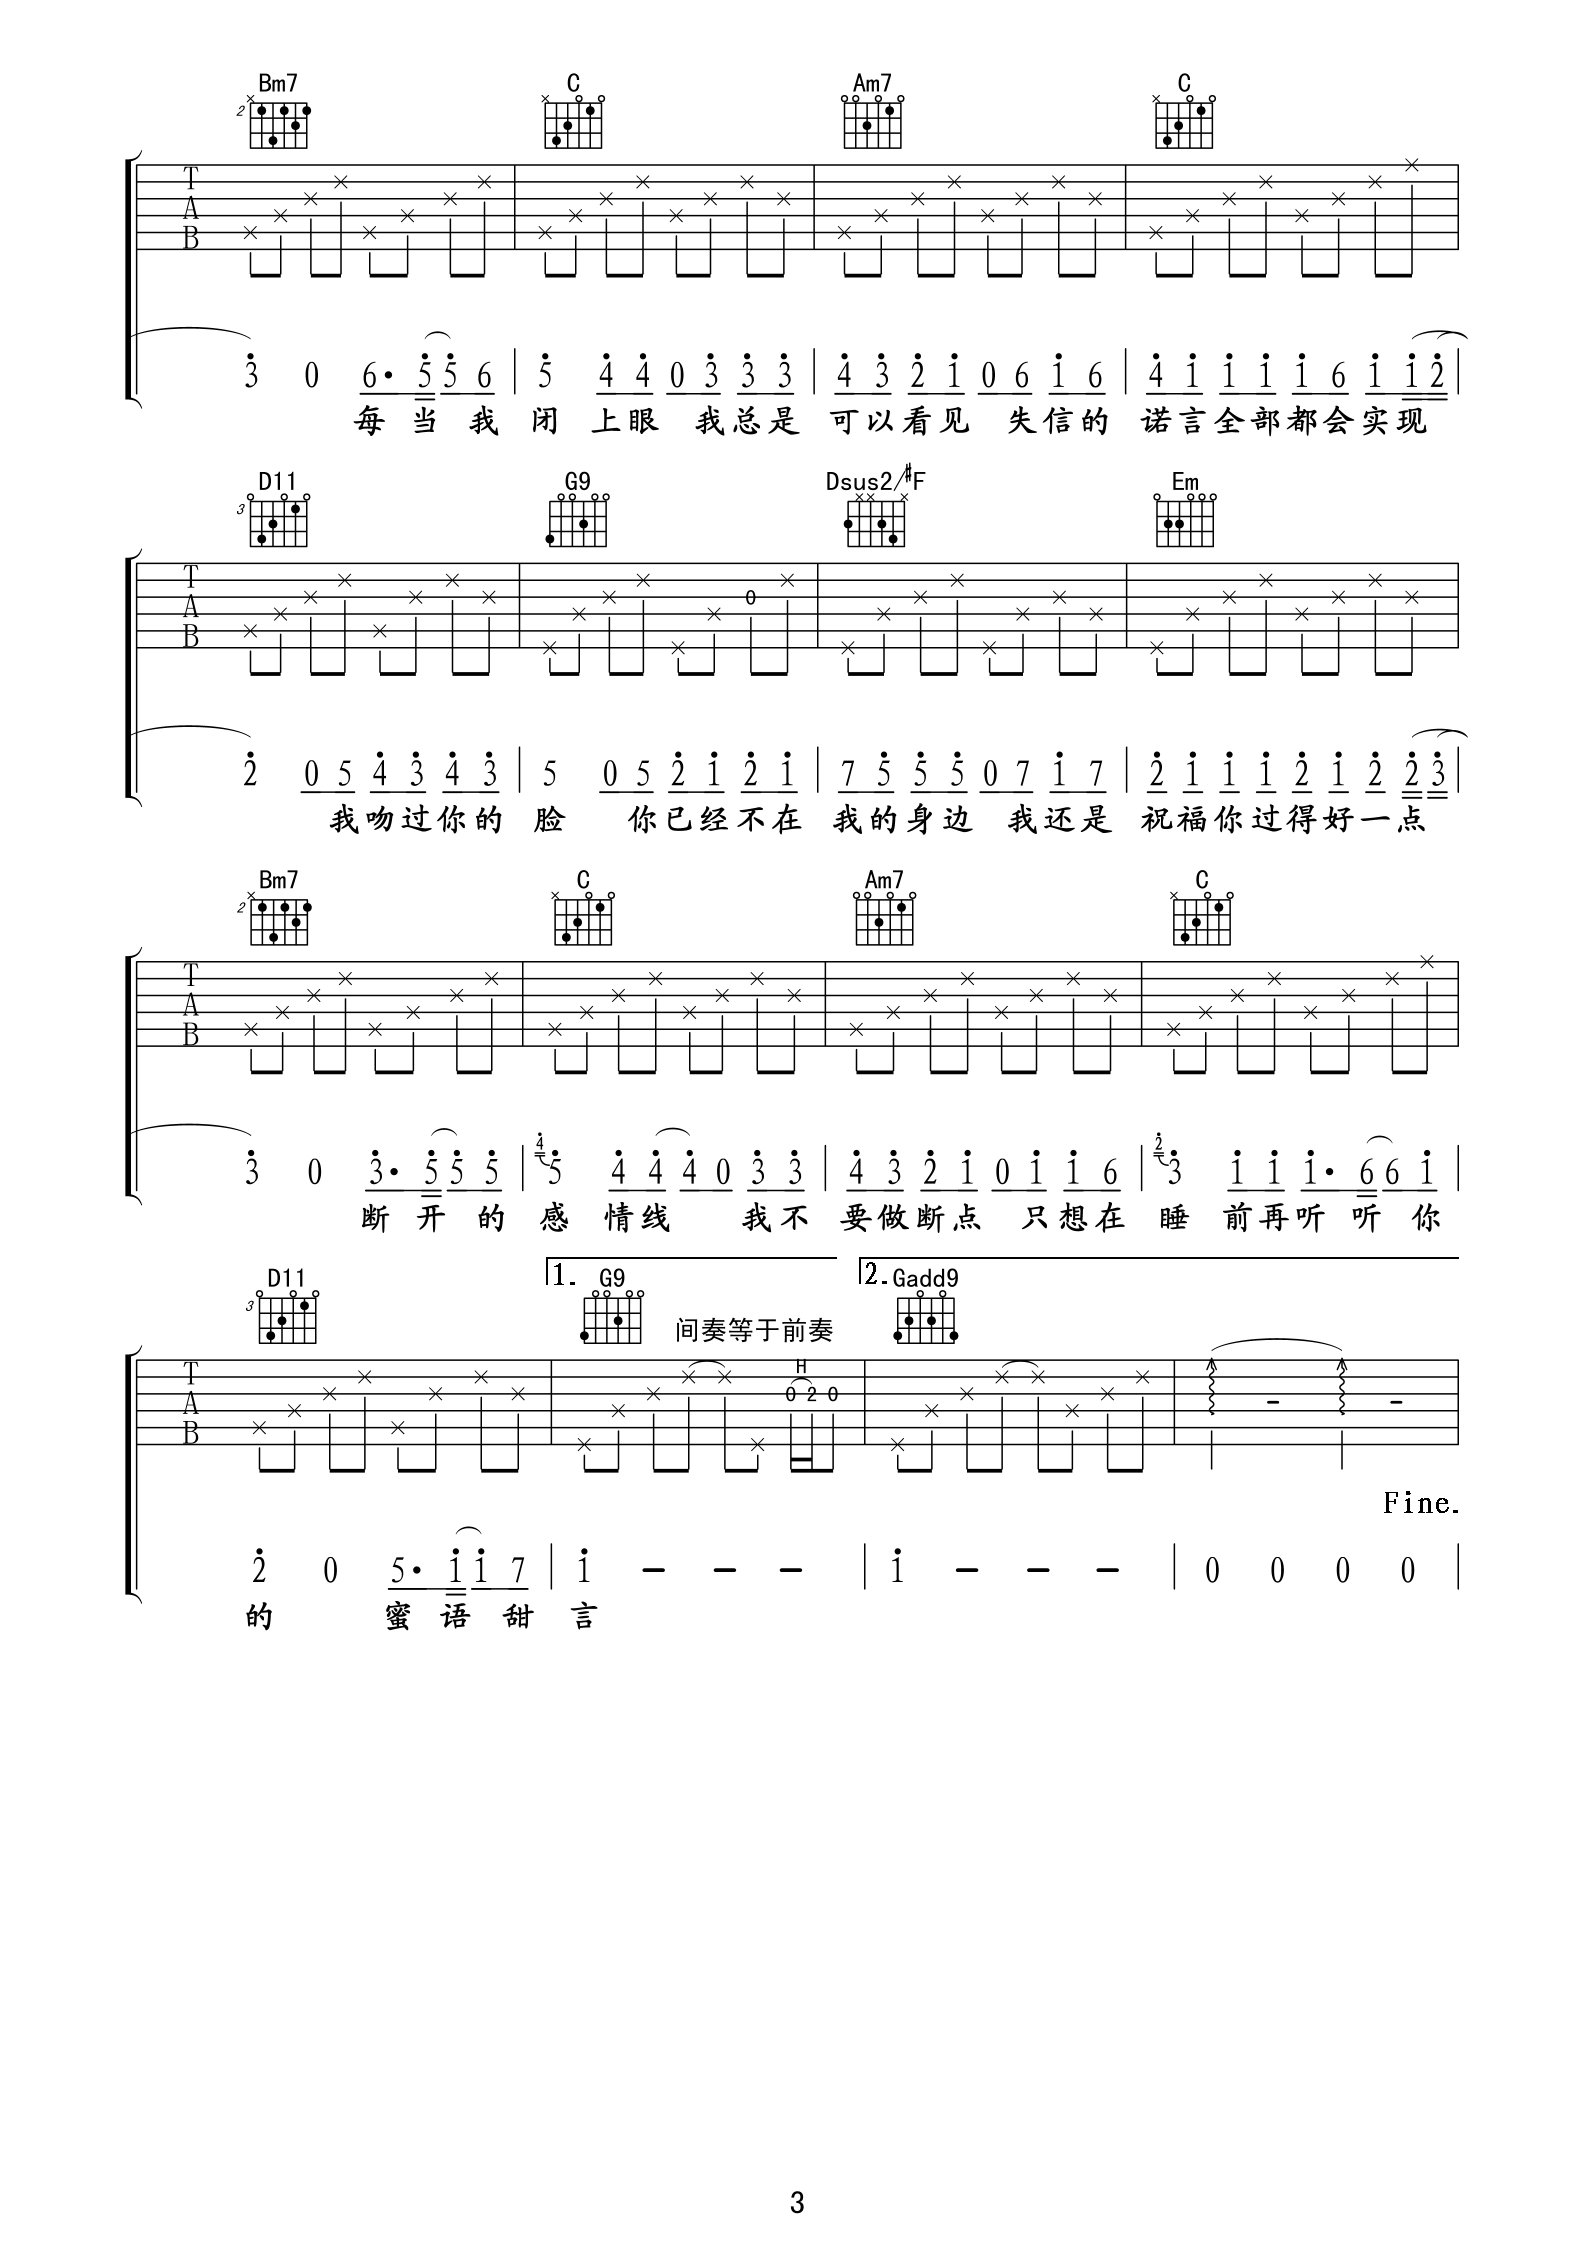 Bm7 C Am7 C
2
T
A
B
3 0 6· 5 5 6 | 5 4 4 0 3 3 3 | 4 3 2 1 0 6 1 6 | 4 1 1 1 1 6 1 1 2 |
每 当 我 闭 上 眼 我 总 是 可 以 看 见 失 信 的 诺 言 全 部 都 会 实 现
D11 G9 Dsus2/#F Em
3
T
A 0
B
2 0 5 4 3 4 3 | 5 0 5 2 1 2 1 | 7 5 5 5 0 7 1 7 | 2 1 1 1 2 1 2 2 3 |
我 吻 过 你 的 脸 你 已 经 不 在 我 的 身 边 我 还 是 祝 福 你 过 得 好 一 点
Bm7 C Am7 C
2
T
A
B
3 0 3· 5 5 5 | 4 5 4 4 4 0 3 3 | 4 3 2 1 0 1 1 6 | 2 3 1 1 1· 6 6 1 |
断 开 的 感 情 线 我 不 要 做 断 点 只 想 在 睡 前 再 听 听 你
D11 1. G9 2. Gadd9
3
间奏等于前奏
T H
A 0 2 0 - -
B
Fine.
2 0 5· 1 1 7 | 1 - - - | 1 - - - | 0 0 0 0 |
的 蜜 语 甜 言
3